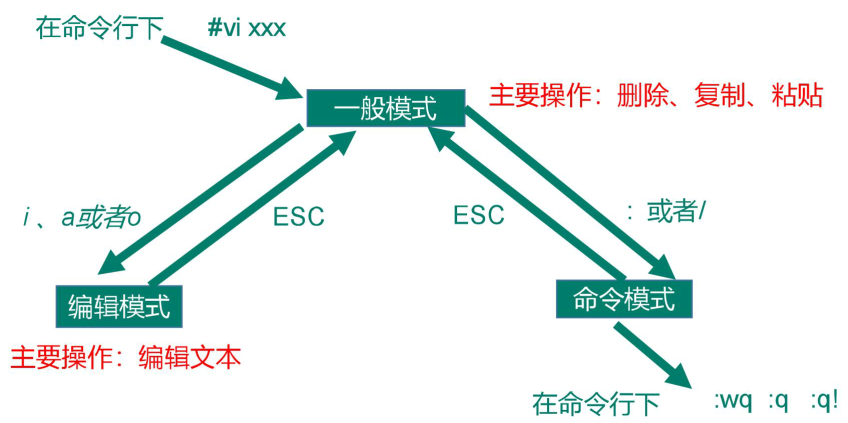 在命令行下 #vi xxx
一般模式
主要操作：删除、复制、粘贴
i 、a或者o
ESC
ESC
: 或者/
编辑模式
命令模式
主要操作：编辑文本
在命令行下 :wq :q :q!